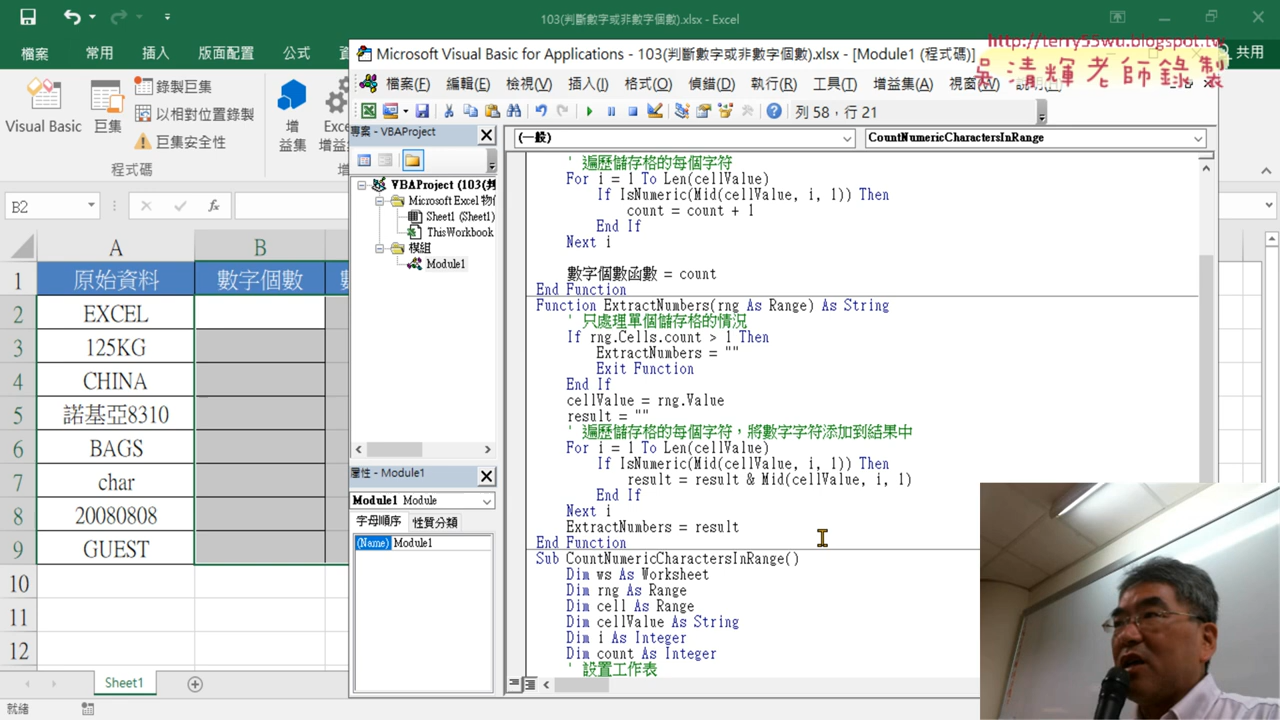 103(判斷數字或非數字個數).xlsx - Excel
檔案 常用 插入 版面配置 公式 共用
Visual Basic
巨集
錄製巨集
以相對位置錄製
巨集安全性
程式碼
增益集
B2
A B
1 原始資料 數字個數
2 EXCEL
3 125KG
4 CHINA
5 諾基亞8310
6 BAGS
7 char
8 20080808
9 GUEST
10
11
12
Sheet1
就緒
Microsoft Visual Basic for Applications - 103(判斷數字或非數字個數).xlsx - [Module1 (程式碼)]
http://terry55wu.blogspot.tw
吳清輝老師錄製
檔案(F) 編輯(E) 檢視(V) 插入(I) 格式(O) 偵錯(D) 執行(R) 工具(T) 增益集(A) 視窗(W)
列 58，行 21
專案 - VBAProject
VBAProject (103(判
Microsoft Excel 物件
Sheet1 (Sheet1)
ThisWorkbook
模組
Module1
屬性 - Module1
Module1 Module
字母順序 性質分類
(Name) Module1
(一般) CountNumericCharactersInRange
' 遍歷儲存格的每個字符
For i = 1 To Len(cellValue)
If IsNumeric(Mid(cellValue, i, 1)) Then
count = count + 1
End If
Next i
數字個數函數 = count
End Function
Function ExtractNumbers(rng As Range) As String
' 只處理單個儲存格的情況
If rng.Cells.count > 1 Then
ExtractNumbers = ""
Exit Function
End If
cellValue = rng.Value
result = ""
' 遍歷儲存格的每個字符，將數字字符添加到結果中
For i = 1 To Len(cellValue)
If IsNumeric(Mid(cellValue, i, 1)) Then
result = result & Mid(cellValue, i, 1)
End If
Next i
ExtractNumbers = result
End Function
Sub CountNumericCharactersInRange()
Dim ws As Worksheet
Dim rng As Range
Dim cell As Range
Dim cellValue As String
Dim i As Integer
Dim count As Integer
' 設置工作表